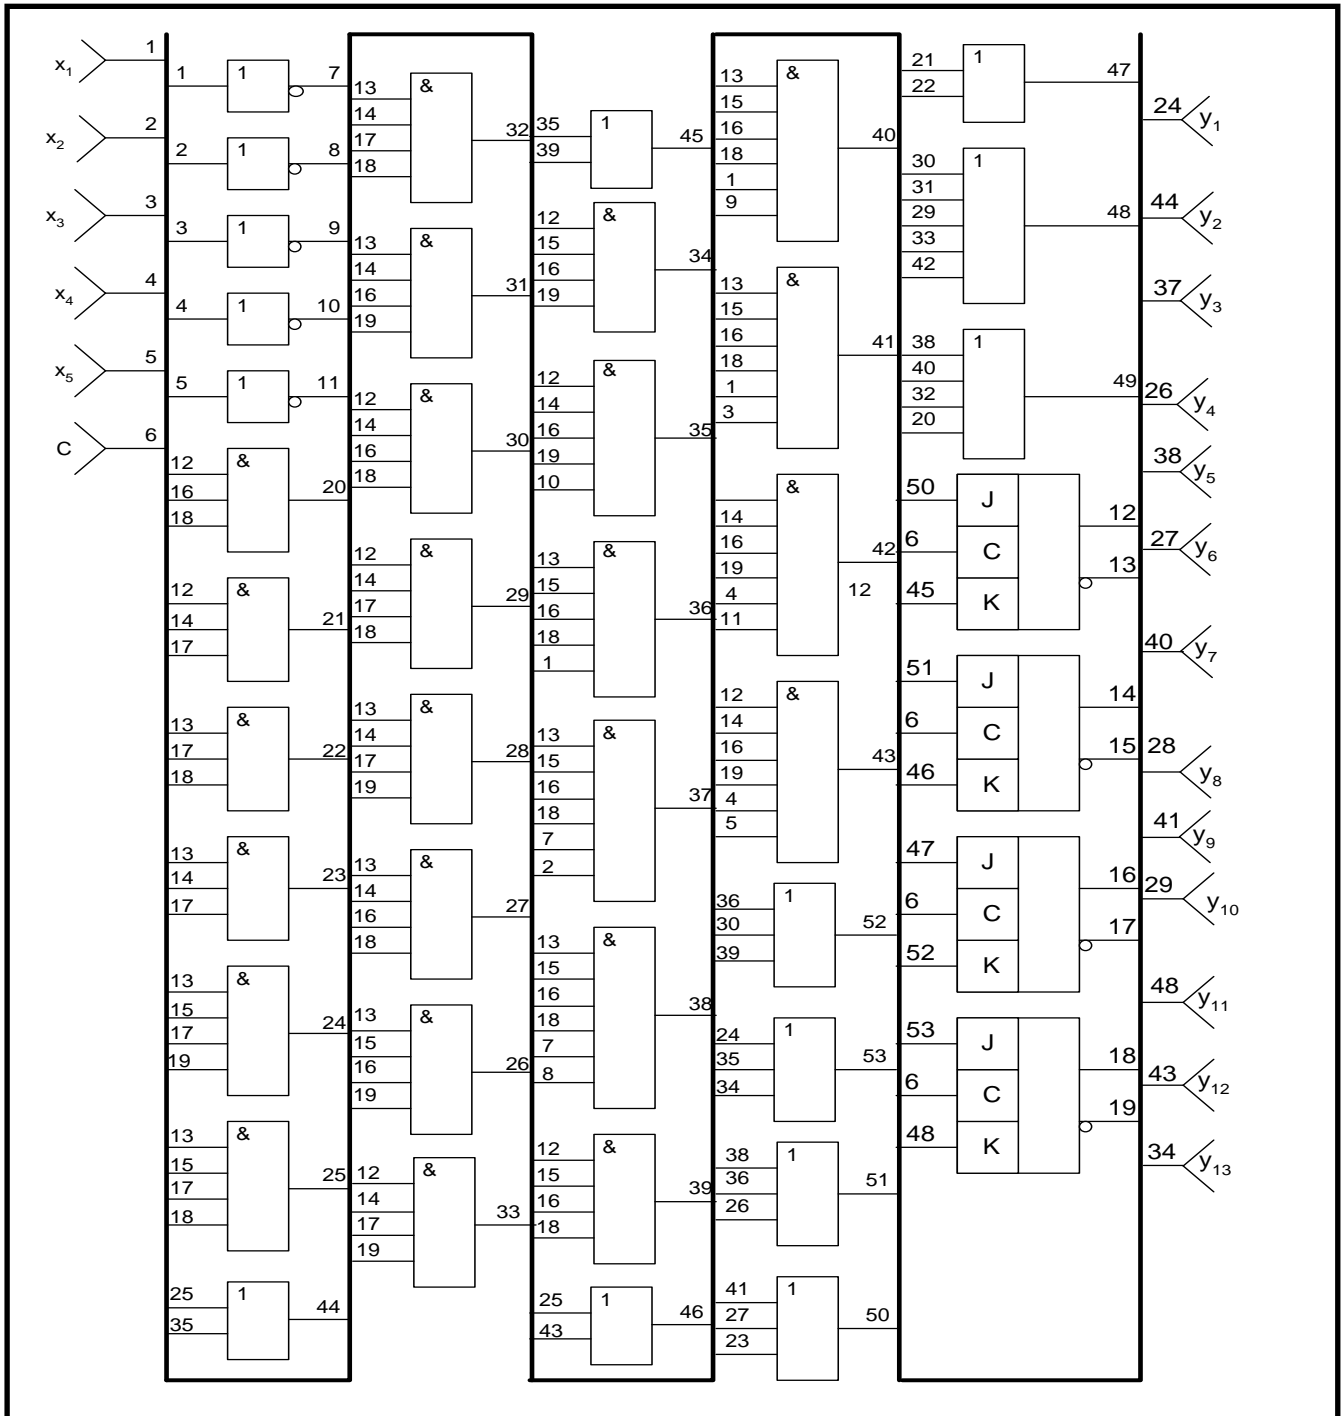 x1 1
x2 2
x3 3
x4 4
x5 5
C 6
1 1 7
2 1 8
3 1 9
4 1 10
5 1 11
12 16 18 & 20
12 14 17 & 21
13 17 18 & 22
13 14 17 & 23
13 15 17 19 & 24
13 15 17 18 & 25
25 35 1 44
13 14 17 18 & 32
13 14 16 19 & 31
12 14 16 18 & 30
12 14 17 18 & 29
13 14 17 19 & 28
13 14 16 18 & 27
13 15 16 19 & 26
12 14 17 19 & 33
35 39 1 45
12 15 16 19 & 34
12 14 16 19 10 & 35
13 15 16 18 1 & 36
13 15 16 18 7 2 & 37
13 15 16 18 7 8 & 38
12 15 16 18 & 39
25 43 1 46
13 15 16 18 1 9 & 40
13 15 16 18 1 3 & 41
14 16 19 4 11 & 42
12
12 14 16 19 4 5 & 43
36 30 39 1 52
24 35 34 1 53
38 36 26 1 51
41 27 23 1 50
21 22 1 47
30 31 29 33 42 1 48
38 40 32 20 1 49
50 J 12
6 C 13
45 K
51 J 14
6 C 15
46 K
47 J 16
6 C 17
52 K
53 J 18
6 C 19
48 K
24 y1
44 y2
37 y3
26 y4
38 y5
27 y6
40 y7
28 y8
41 y9
29 y10
48 y11
43 y12
34 y13